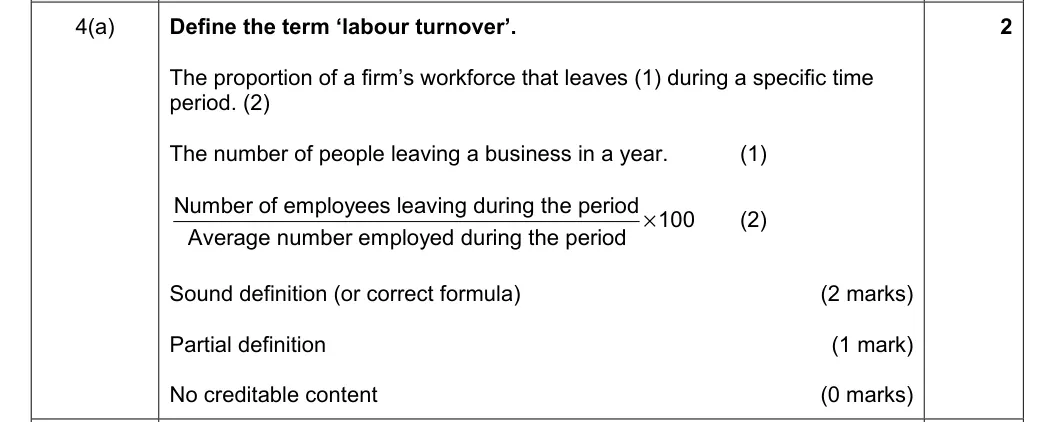 4(a) Define the term ‘labour turnover’. 2
The proportion of a firm’s workforce that leaves (1) during a specific time
period. (2)
The number of people leaving a business in a year. (1)
Number of employees leaving during the period
×100 (2)
Average number employed during the period
Sound definition (or correct formula) (2 marks)
Partial definition (1 mark)
No creditable content (0 marks)